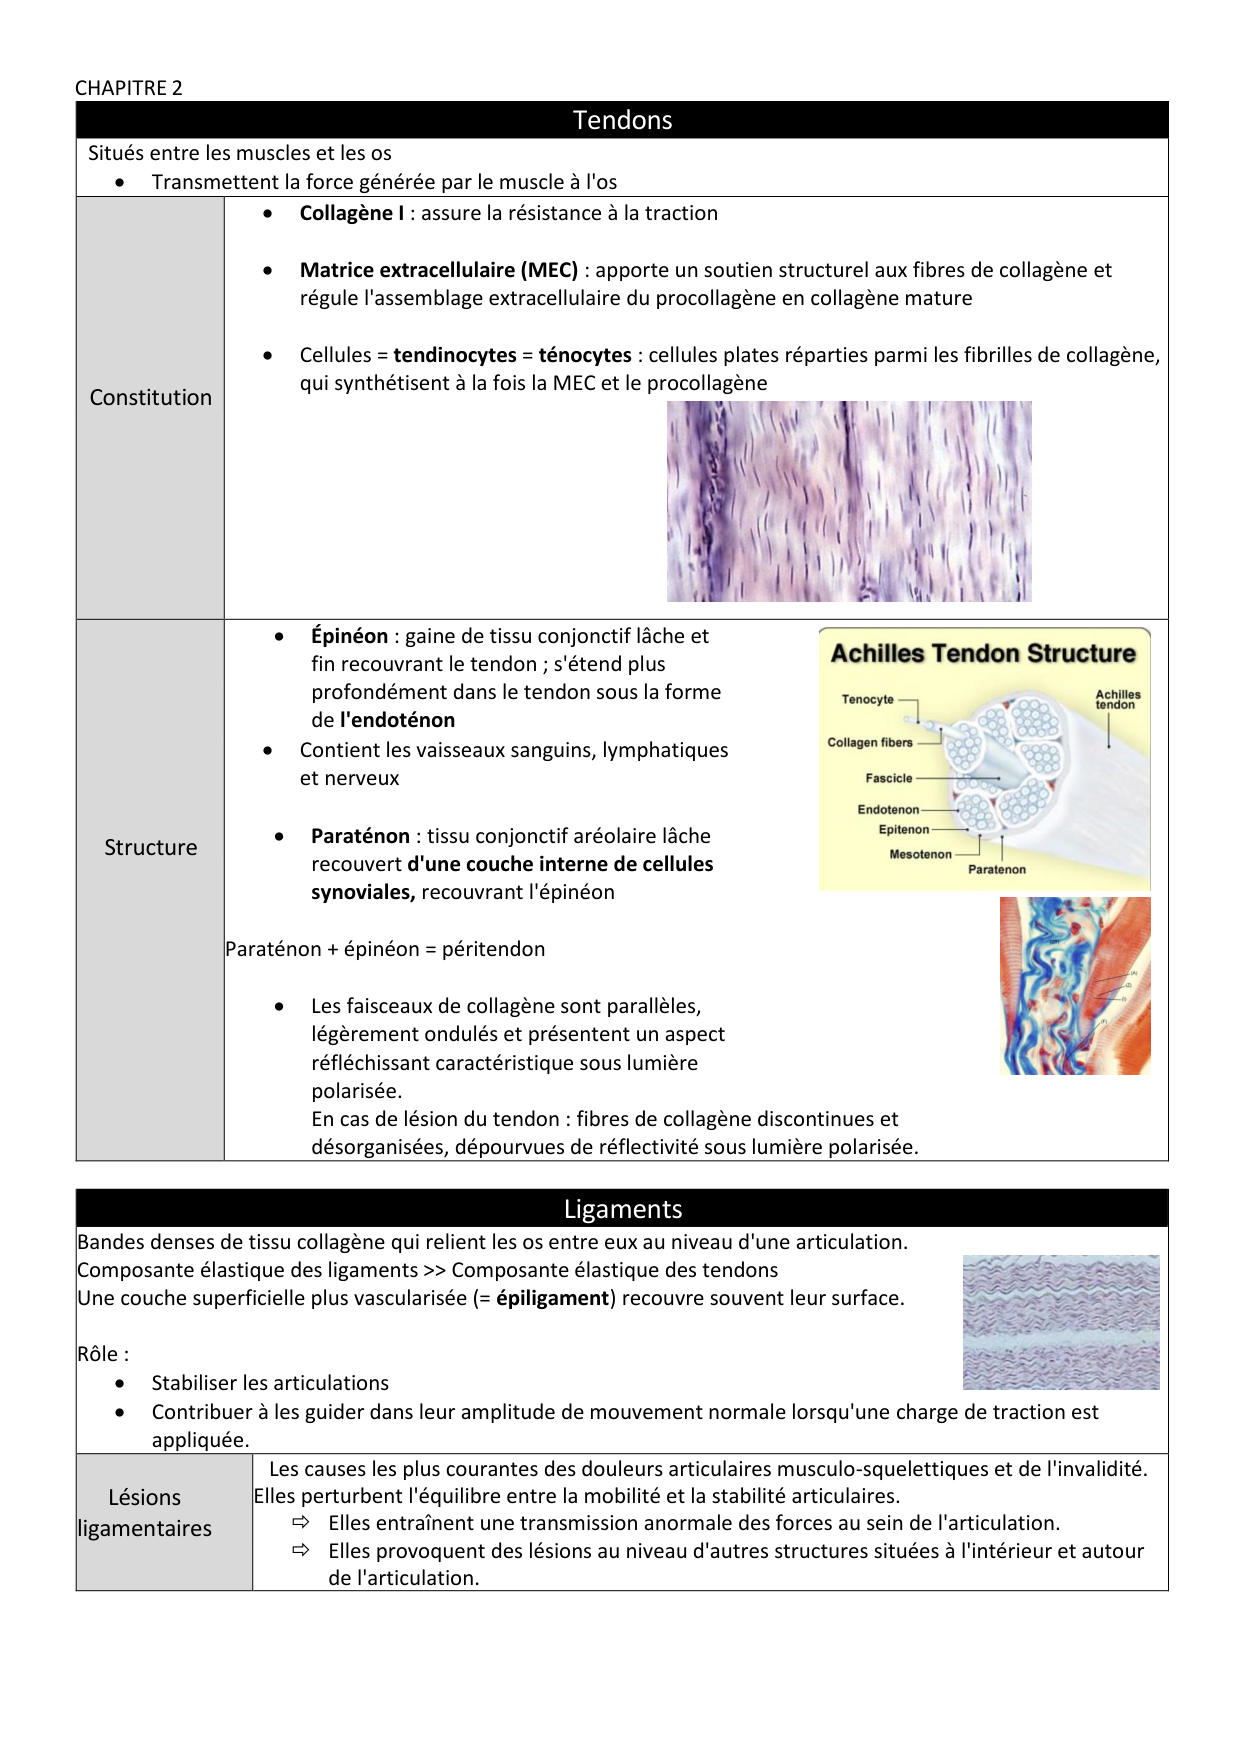 CHAPITRE 2
Tendons
Situés entre les muscles et les os
• Transmettent la force générée par le muscle à l'os
Constitution
• Collagène I : assure la résistance à la traction
• Matrice extracellulaire (MEC) : apporte un soutien structurel aux fibres de collagène et
régule l'assemblage extracellulaire du procollagène en collagène mature
• Cellules = tendinocytes = ténocytes : cellules plates réparties parmi les fibrilles de collagène,
qui synthétisent à la fois la MEC et le procollagène
Structure
• Épinéon : gaine de tissu conjonctif lâche et
fin recouvrant le tendon ; s'étend plus
profondément dans le tendon sous la forme
de l'endoténon
• Contient les vaisseaux sanguins, lymphatiques
et nerveux
• Paraténon : tissu conjonctif aréolaire lâche
recouvert d'une couche interne de cellules
synoviales, recouvrant l'épinéon
Paraténon + épinéon = péritendon
• Les faisceaux de collagène sont parallèles,
légèrement ondulés et présentent un aspect
réfléchissant caractéristique sous lumière
polarisée.
En cas de lésion du tendon : fibres de collagène discontinues et
désorganisées, dépourvues de réflectivité sous lumière polarisée.
Achilles Tendon Structure
Tenocyte
Achilles
tendon
Collagen fibers
Fascicle
Endotenon
Epitenon
Mesotenon
Paratenon
Ligaments
Bandes denses de tissu collagène qui relient les os entre eux au niveau d'une articulation.
Composante élastique des ligaments >> Composante élastique des tendons
Une couche superficielle plus vascularisée (= épiligament) recouvre souvent leur surface.
Rôle :
• Stabiliser les articulations
• Contribuer à les guider dans leur amplitude de mouvement normale lorsqu'une charge de traction est
appliquée.
Lésions
ligamentaires
Les causes les plus courantes des douleurs articulaires musculo-squelettiques et de l'invalidité.
Elles perturbent l'équilibre entre la mobilité et la stabilité articulaires.
⇨ Elles entraînent une transmission anormale des forces au sein de l'articulation.
⇨ Elles provoquent des lésions au niveau d'autres structures situées à l'intérieur et autour
de l'articulation.